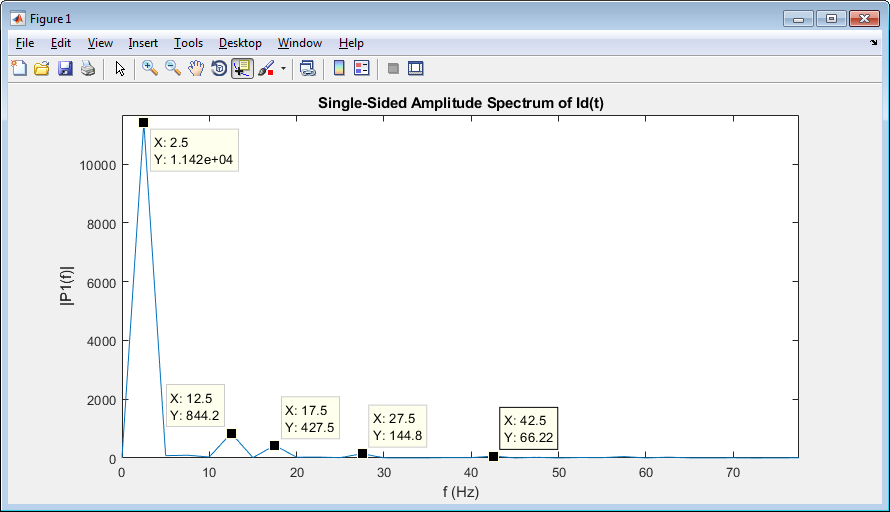 Figure 1
File Edit View Insert Tools Desktop Window Help
Single-Sided Amplitude Spectrum of Id(t)
X: 2.5
Y: 1.142e+04
10000
8000
6000
4000
2000
0
|P1(f)|
X: 12.5
Y: 844.2
X: 17.5
Y: 427.5
X: 27.5
Y: 144.8
X: 42.5
Y: 66.22
0 10 20 30 40 50 60 70
f (Hz)